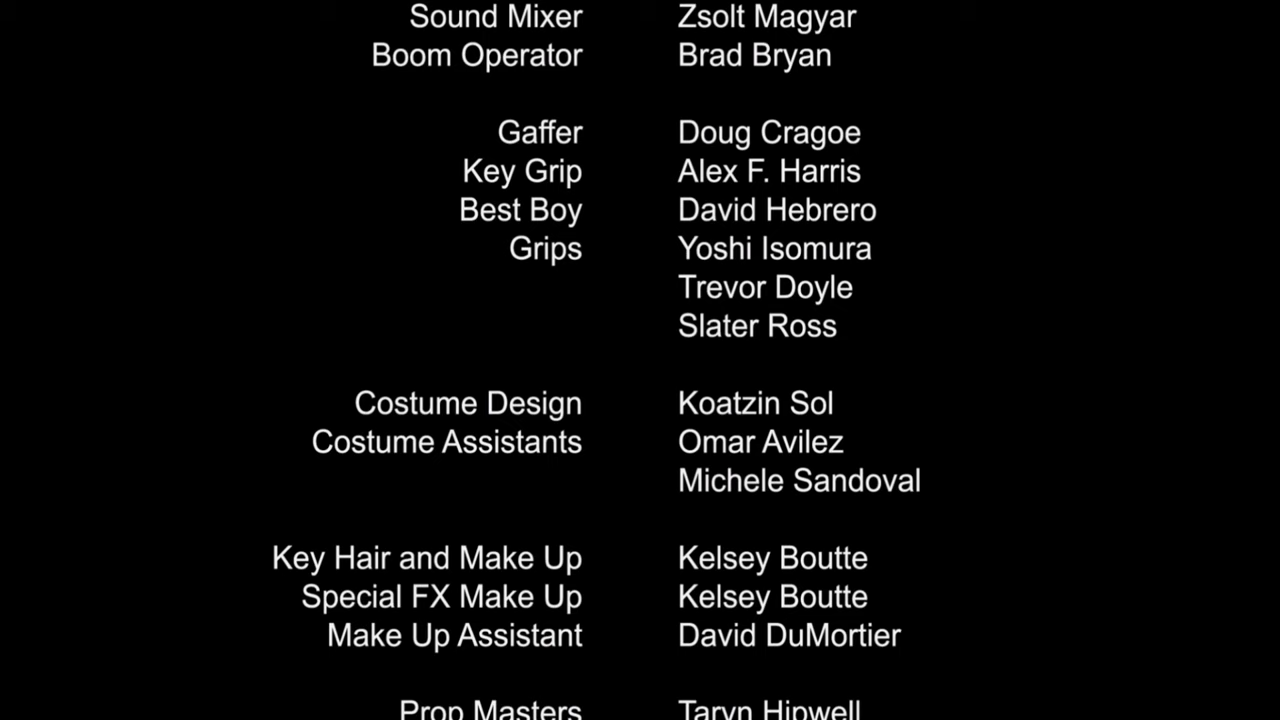 Sound Mixer Zsolt Magyar
Boom Operator Brad Bryan
Gaffer Doug Cragoe
Key Grip Alex F. Harris
Best Boy David Hebrero
Grips Yoshi Isomura
Trevor Doyle
Slater Ross
Costume Design Koatzin Sol
Costume Assistants Omar Avilez
Michele Sandoval
Key Hair and Make Up Kelsey Boutte
Special FX Make Up Kelsey Boutte
Make Up Assistant David DuMortier
Prop Masters Taryn Hipwell